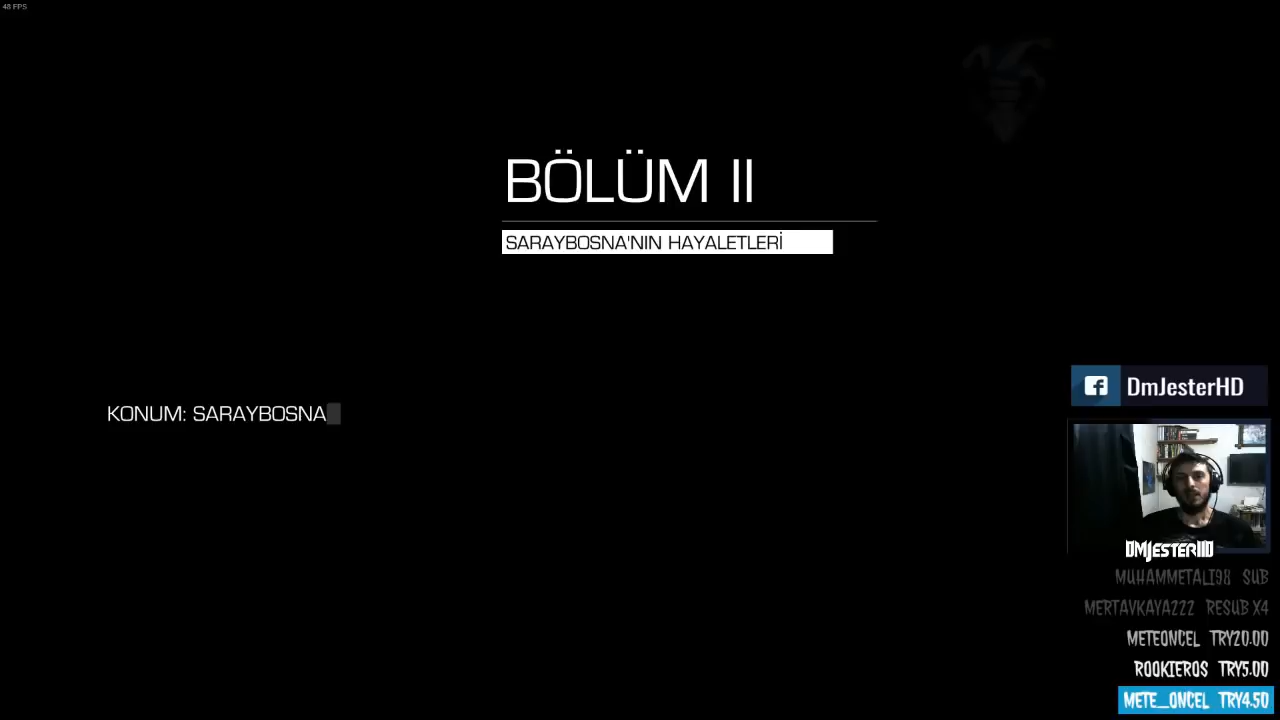 48 FPS
BÖLÜM II
SARAYBOSNA'NIN HAYALETLERİ
KONUM: SARAYBOSNA
DmJesterHD
DMJESTERHD
MUHAMMETALI98 SUB
MERTAVKAYA222 RESUB X4
METEONCEL TRY20.00
ROOKIEROS TRY5.00
METE_ONCEL TRY4.50